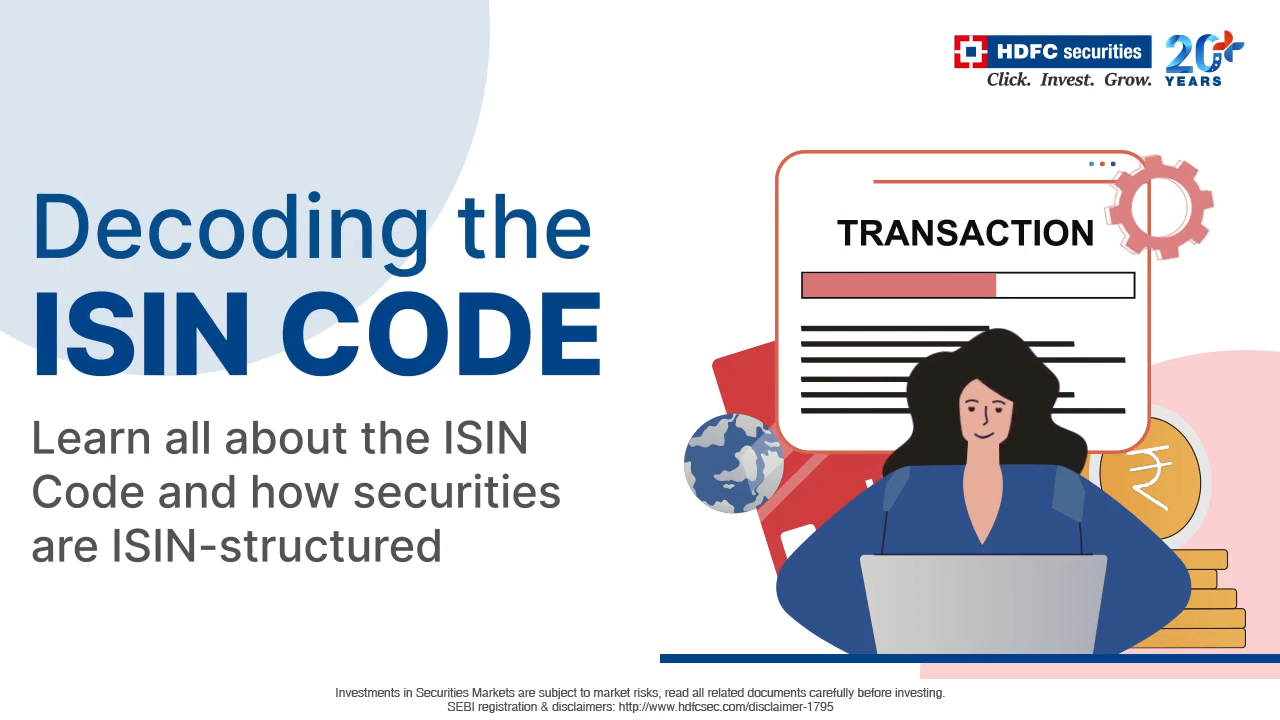 HDFC securities
Click. Invest. Grow.
20+
YEARS
Decoding the
ISIN CODE
Learn all about the ISIN
Code and how securities
are ISIN-structured
TRANSACTION
₹
Investments in Securities Markets are subject to market risks, read all related documents carefully before investing.
SEBI registration & disclaimers: http://www.hdfcsec.com/disclaimer-1795